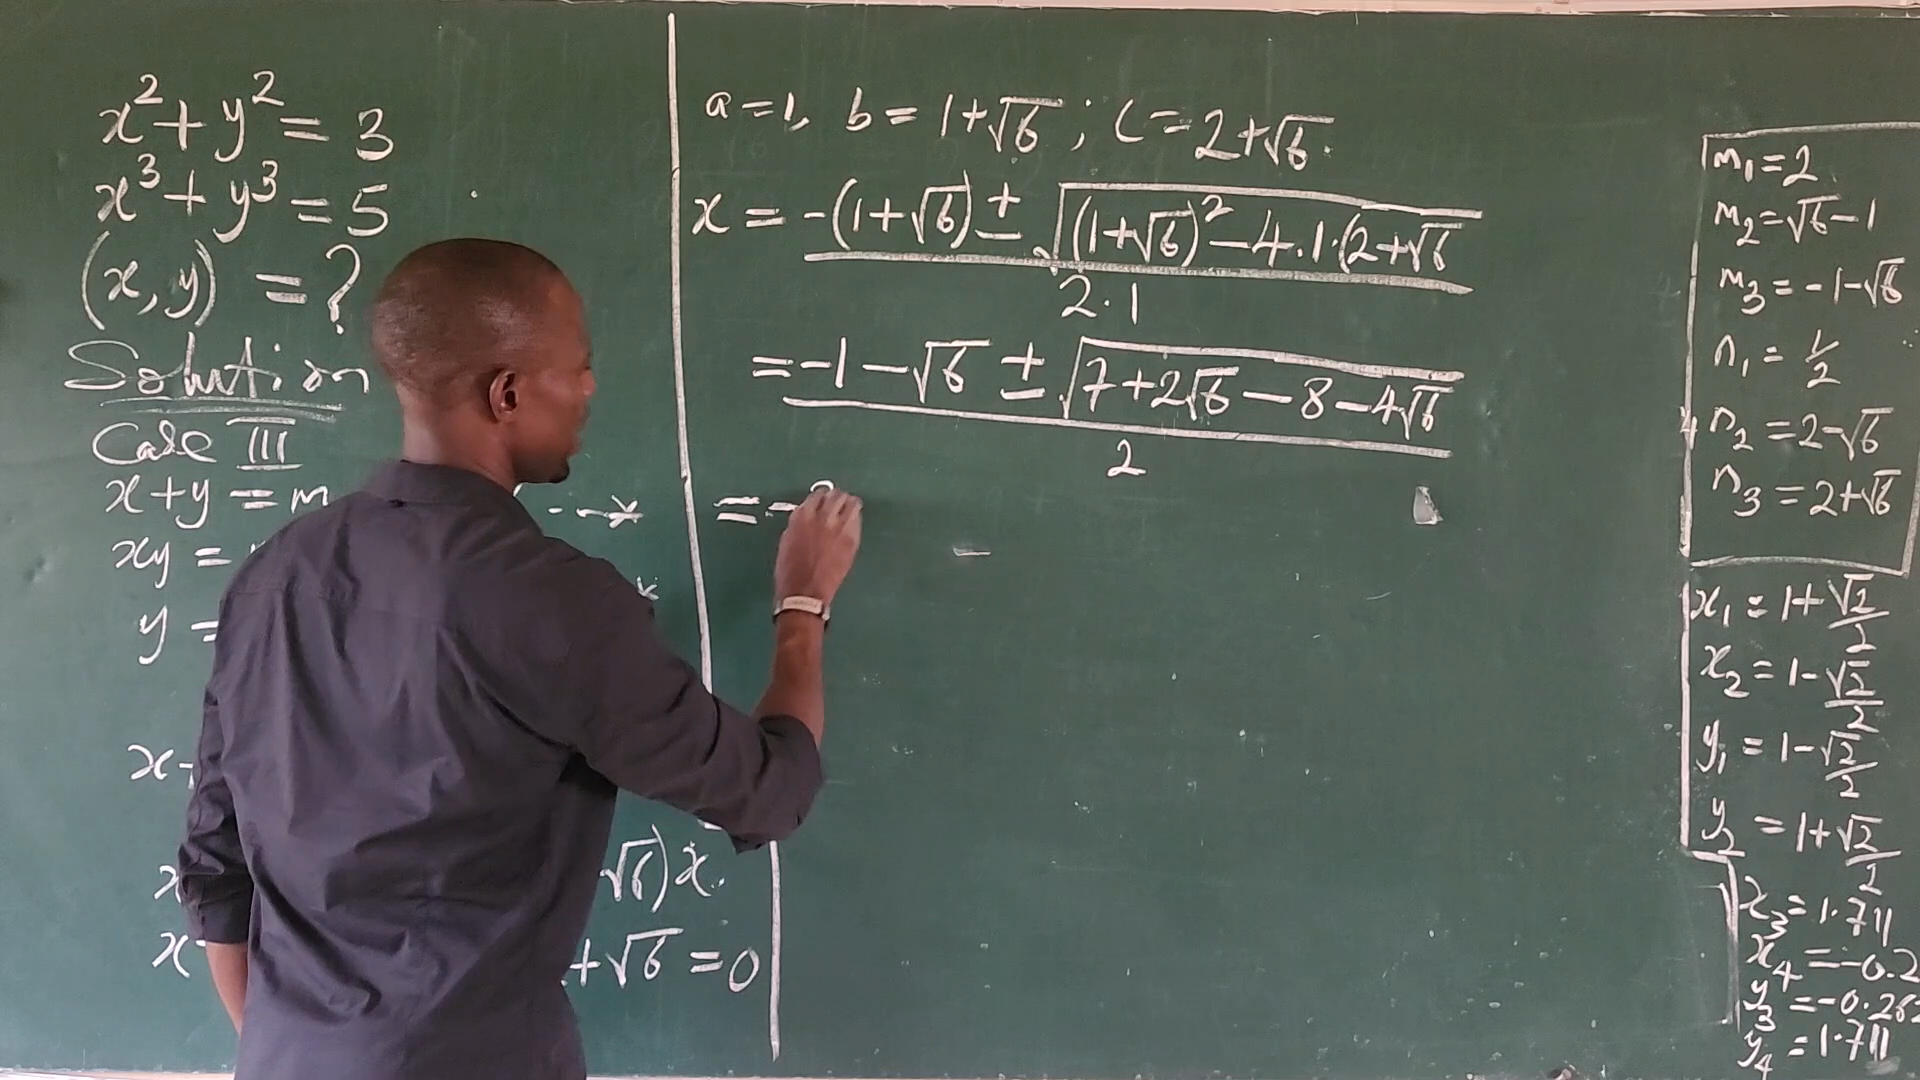 x²+y²=3
x³+y³=5
(x,y) =?
Solution
Case III
x+y=m
xy=
y=
√6)x.
+√6=0
a=1, b=1+√6; c=2+√6.
x = -(1+√6)±√(1+√6)²-4.1.(2+√6
2.1
= -1-√6 ± √7+2√6-8-4√6
2
= -
m₁=2
m₂=√6-1
m₃=-1-√6
n₁=1/2
n₂=2-√6
n₃=2+√6
x₁=1+√2/2
x₂=1-√2/2
y₁=1-√2/2
y₂=1+√2/2
x₃=1.711
x₄=-0.2
y₃=-0.262
y₄=1.711